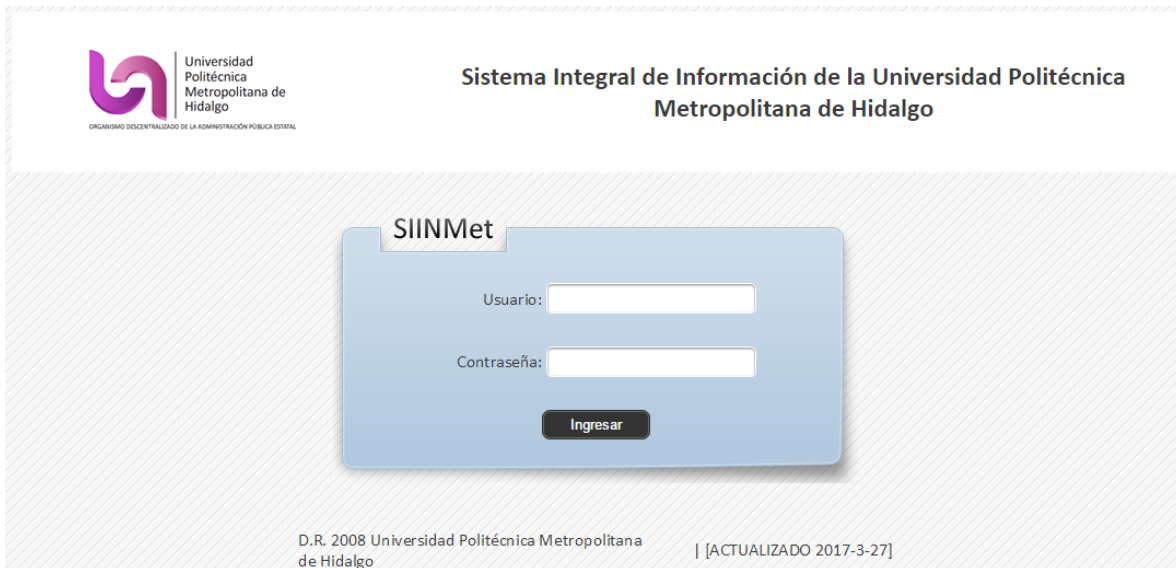 Universidad
Politécnica
Metropolitana de
Hidalgo
ORGANISMO DESCENTRALIZADO DE LA ADMINISTRACIÓN PÚBLICA ESTATAL
Sistema Integral de Información de la Universidad Politécnica
Metropolitana de Hidalgo
SIINMet
Usuario:
Contraseña:
Ingresar
D.R. 2008 Universidad Politécnica Metropolitana
de Hidalgo
| [ACTUALIZADO 2017-3-27]